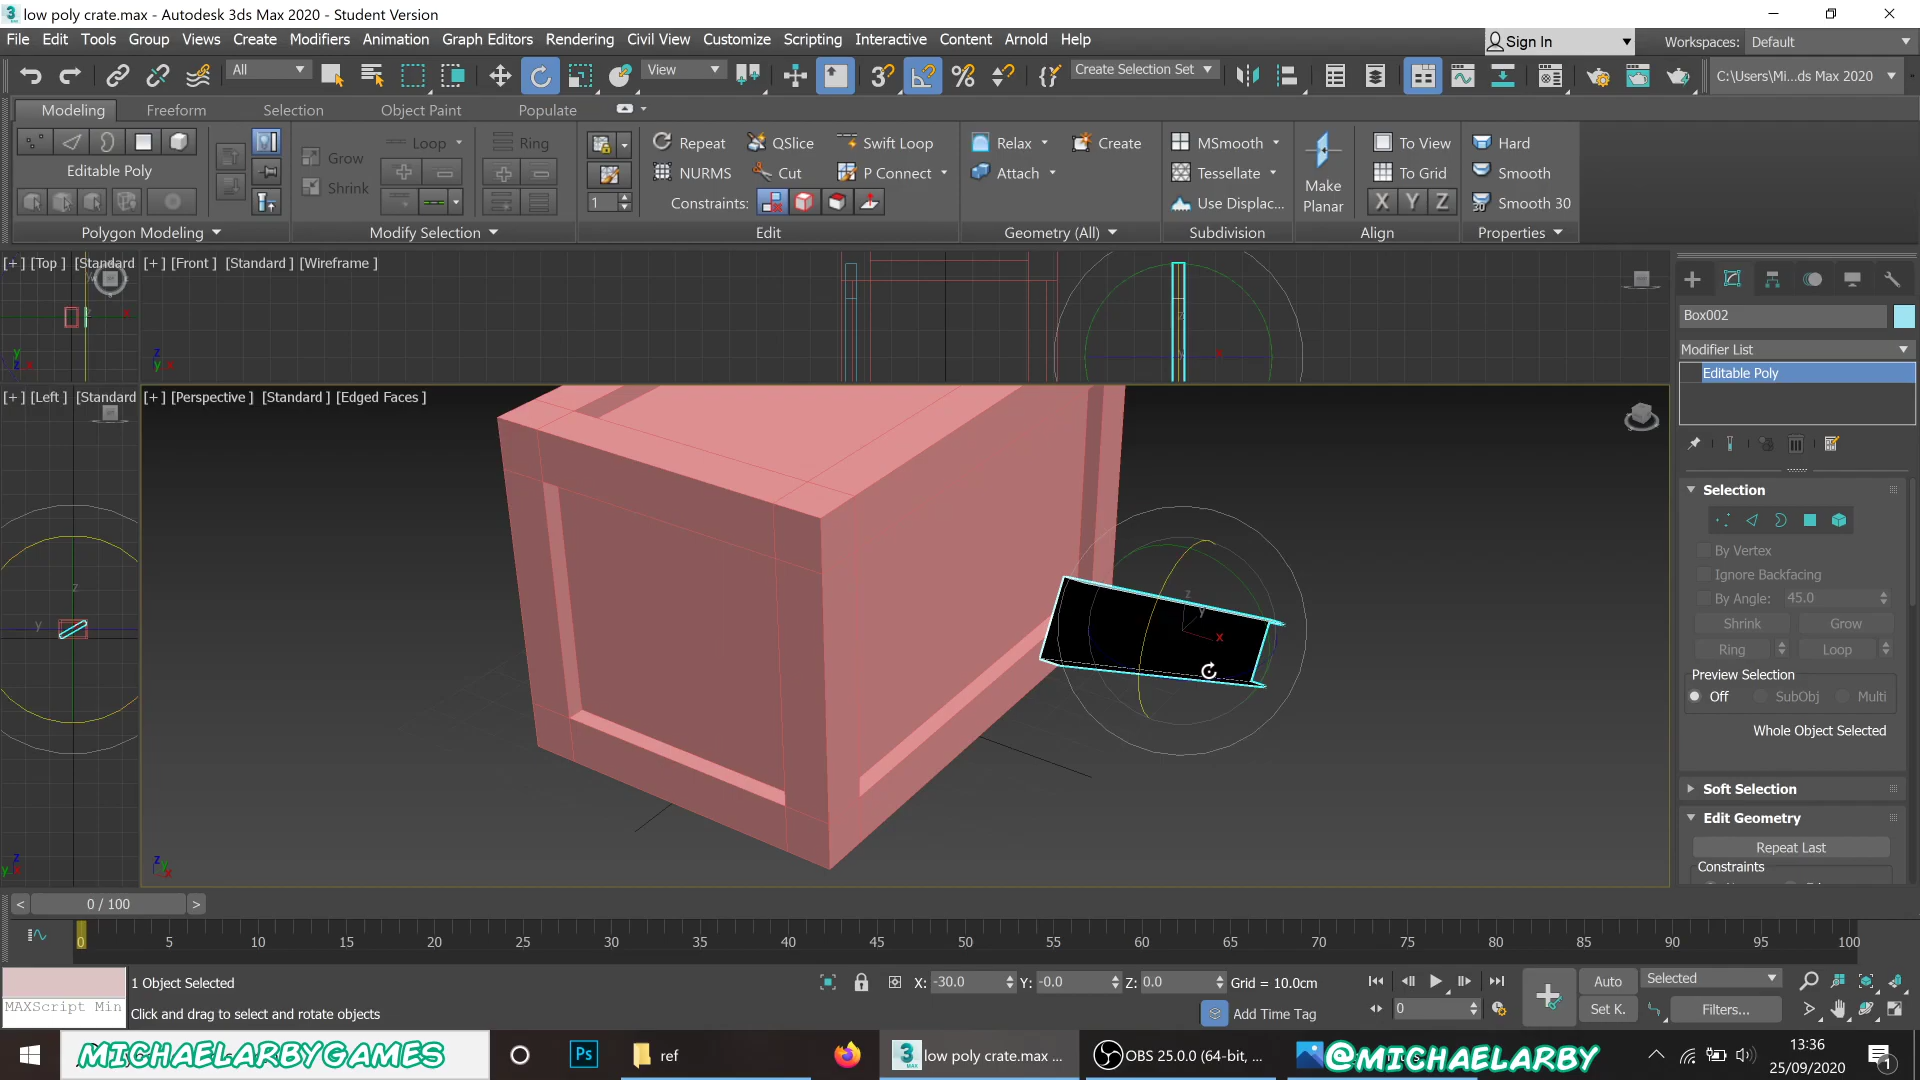 low poly crate.max - Autodesk 3ds Max 2020 - Student Version
File Edit Tools Group Views Create Modifiers Animation Graph Editors Rendering Civil View Customize Scripting Interactive Content Arnold Help
Sign In
Workspaces: Default
All
View
Create Selection Set
C:\Users\Mi...ds Max 2020
Modeling Freeform Selection Object Paint Populate
Editable Poly
Grow
Shrink
Loop
Ring
1
Repeat QSlice Swift Loop
NURMS Cut P Connect
Constraints:
Relax Create
Attach
MSmooth
Tessellate
Use Displac...
Make
Planar
To View
To Grid
X Y Z
Hard
Smooth
Smooth 30
Polygon Modeling Modify Selection Edit Geometry (All) Subdivision Align Properties
[+] [Top ] [Standard
[+] [Front ] [Standard ] [Wireframe ]
[+] [Left ] [Standard
[+] [Perspective ] [Standard ] [Edged Faces ]
Box002
Modifier List
Editable Poly
Selection
By Vertex
Ignore Backfacing
By Angle: 45.0
Shrink Grow
Ring Loop
Preview Selection
Off SubObj Multi
Whole Object Selected
Soft Selection
Edit Geometry
Repeat Last
Constraints
< 0 / 100 >
0 5 10 15 20 25 30 35 40 45 50 55 60 65 70 75 80 85 90 95 100
1 Object Selected
X: -30.0 Y: -0.0 Z: 0.0 Grid = 10.0cm
Auto Selected
MAXScript Min
Click and drag to select and rotate objects
Add Time Tag
0
Set K. Filters...
MICHAELARBYGAMES
Ps
ref
low poly crate.max ...
OBS 25.0.0 (64-bit, ...
@MICHAELARBY
13:36
25/09/2020
1